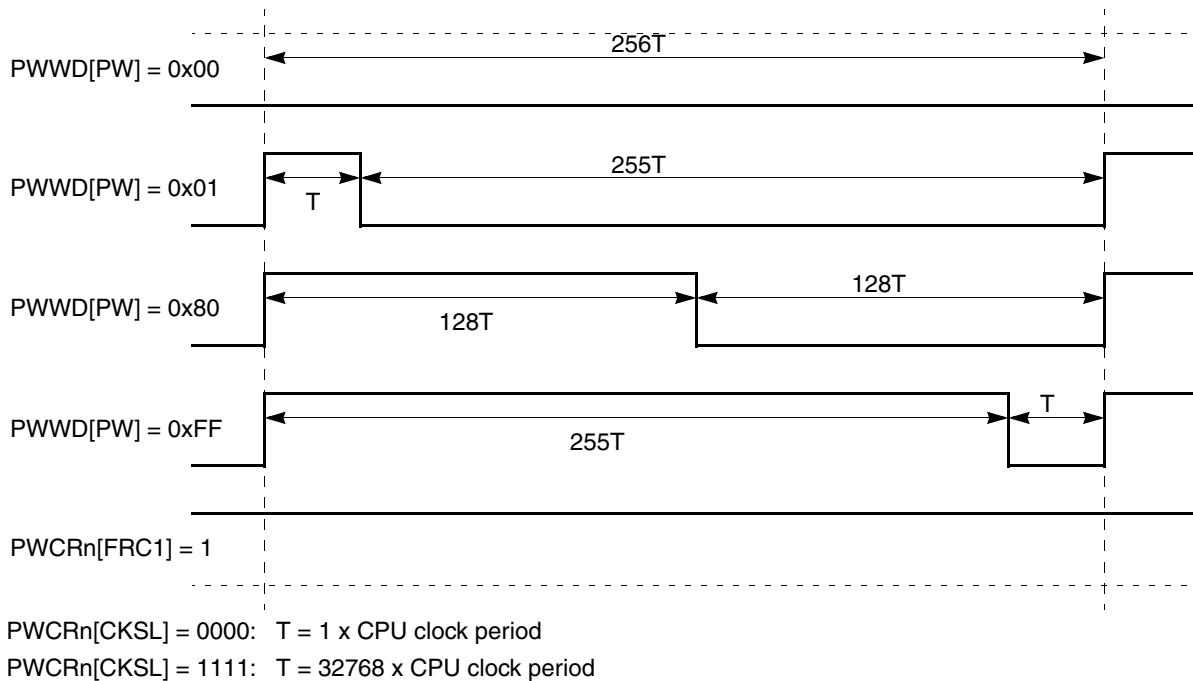 256T
PWWD[PW] = 0x00
255T
PWWD[PW] = 0x01
T
128T
PWWD[PW] = 0x80
128T
T
PWWD[PW] = 0xFF
255T
PWCRn[FRC1] = 1
PWCRn[CKSL] = 0000: T = 1 x CPU clock period
PWCRn[CKSL] = 1111: T = 32768 x CPU clock period